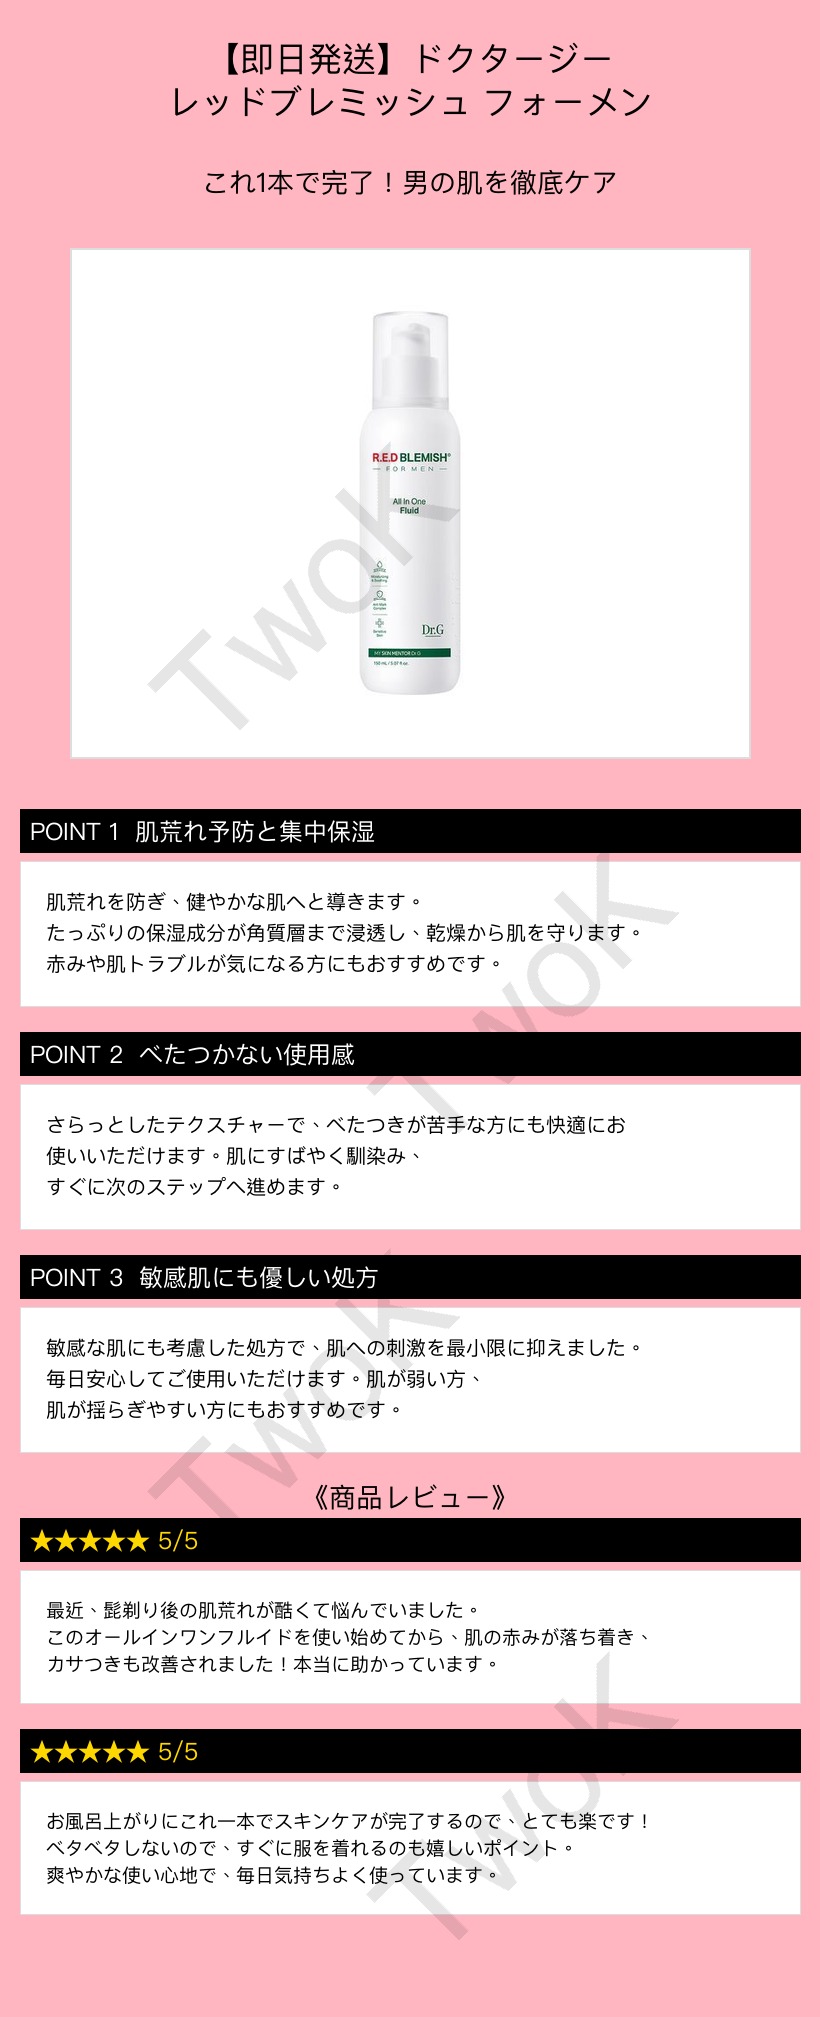 【即日発送】ドクタージー
レッドブレミッシュ フォーメン
これ1本で完了！男の肌を徹底ケア
R.E.D BLEMISH®
FOR MEN
All In One
Fluid
Moisturizing
& Soothing
Sensitive
Skin
Dr.G
MY SKIN MENTOR Dr.G
150 mL / 5.07 fl oz.
TwoK
POINT 1 肌荒れ予防と集中保湿
肌荒れを防ぎ、健やかな肌へと導きます。
たっぷりの保湿成分が角質層まで浸透し、乾燥から肌を守ります。
赤みや肌トラブルが気になる方にもおすすめです。
TwoK
POINT 2 べたつかない使用感
さらっとしたテクスチャーで、べたつきが苦手な方にも快適にお
使いいただけます。肌にすばやく馴染み、
すぐに次のステップへ進めます。
POINT 3 敏感肌にも優しい処方
敏感な肌にも考慮した処方で、肌への刺激を最小限に抑えました。
毎日安心してご使用いただけます。肌が弱い方、
肌が揺らぎやすい方にもおすすめです。
TwoK
《商品レビュー》
★★★★★ 5/5
最近、髭剃り後の肌荒れが酷くて悩んでいました。
このオールインワンフルイドを使い始めてから、肌の赤みが落ち着き、
カサつきも改善されました！本当に助かっています。
★★★★★ 5/5
お風呂上がりにこれ一本でスキンケアが完了するので、とても楽です！
ベタベタしないので、すぐに服を着れるのも嬉しいポイント。
爽やかな使い心地で、毎日気持ちよく使っています。
TwoK